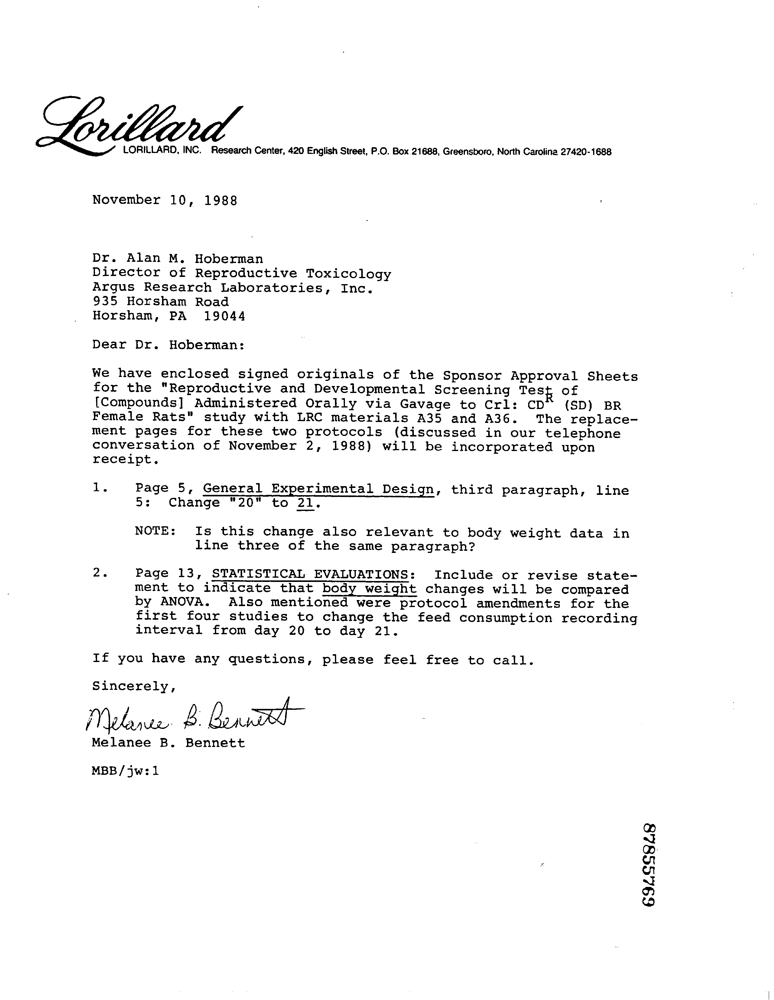 Lorillard
LORILLARD, INC. Research Center, 420 English Street, P.O. Box 21688, Greensboro, North Carolina 27420-1688
November 10, 1988
Dr. Alan M. Hoberman
Director of Reproductive Toxicology
Argus Research Laboratories, Inc.
935 Horsham Road
Horsham, PA 19044
Dear Dr. Hoberman:
We have enclosed signed originals of the Sponsor Approval Sheets
for the "Reproductive and Developmental Screening Test of
[Compounds] Administered Orally via Gavage to Crl: CD^R (SD) BR
Female Rats" study with LRC materials A35 and A36. The replace-
ment pages for these two protocols (discussed in our telephone
conversation of November 2, 1988) will be incorporated upon
receipt.
1. Page 5, General Experimental Design, third paragraph, line
5: Change "20" to 21.
NOTE: Is this change also relevant to body weight data in
line three of the same paragraph?
2. Page 13, STATISTICAL EVALUATIONS: Include or revise state-
ment to indicate that body weight changes will be compared
by ANOVA. Also mentioned were protocol amendments for the
first four studies to change the feed consumption recording
interval from day 20 to day 21.
If you have any questions, please feel free to call.
Sincerely,
Melanee B. Bennett
Melanee B. Bennett
MBB/jw:1
87855769